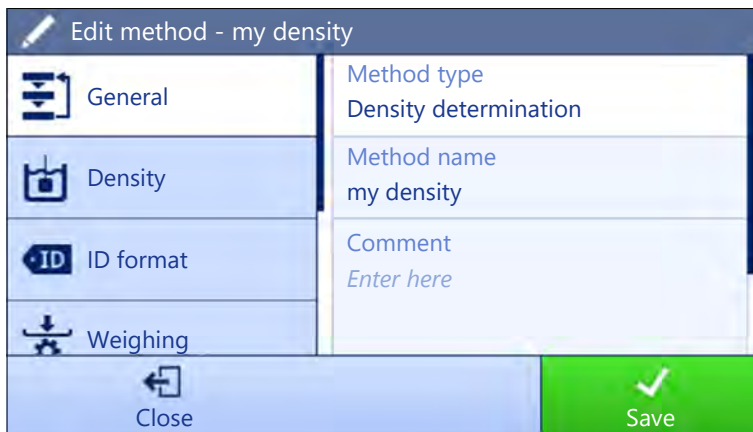 Edit method - my density
General
Density
ID
ID format
Weighing
Method type
Density determination
Method name
my density
Comment
Enter here
Close
Save